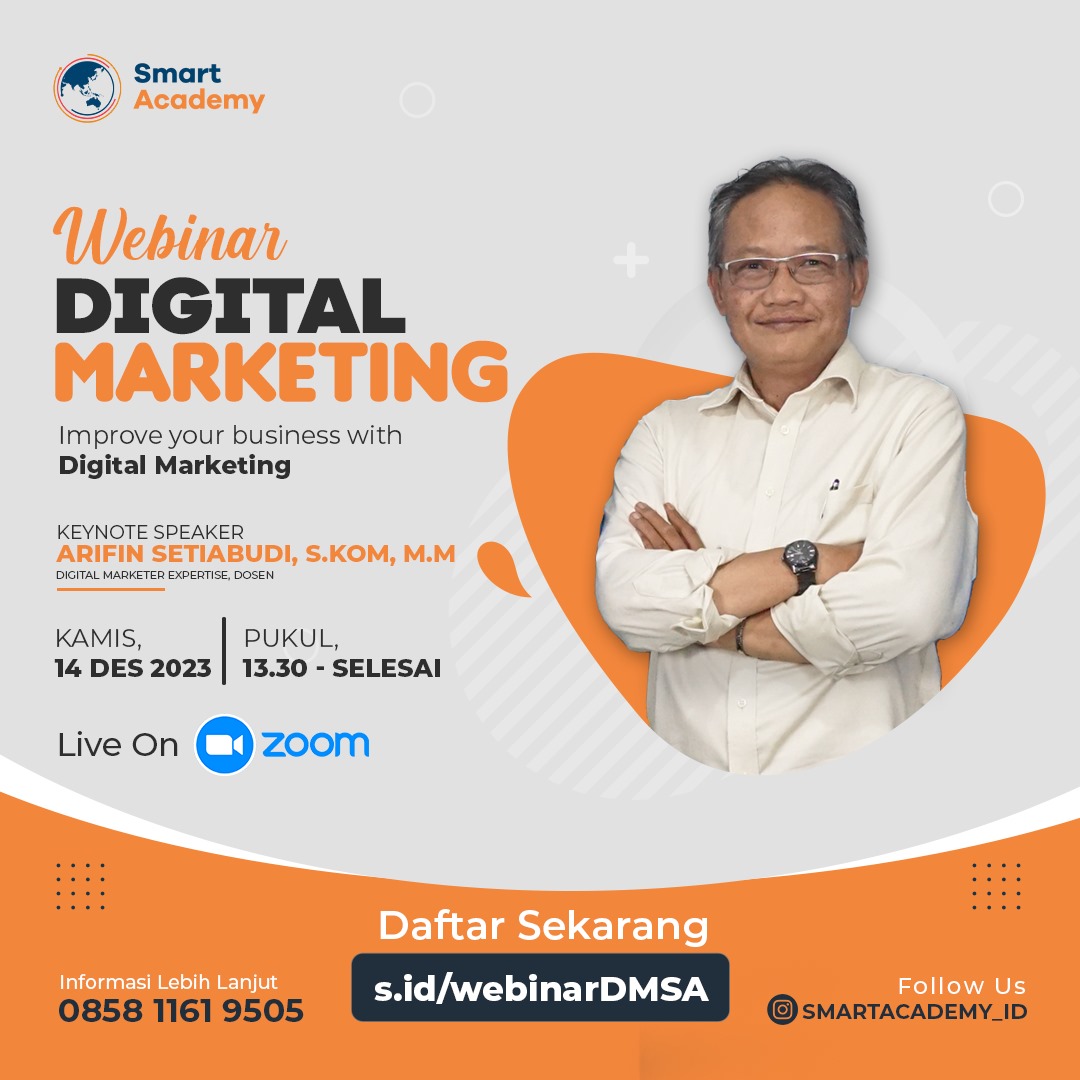 Smart
Academy
Webinar
DIGITAL
MARKETING
Improve your business with
Digital Marketing
KEYNOTE SPEAKER
ARIFIN SETIABUDI, S.KOM, M.M
DIGITAL MARKETER EXPERTISE, DOSEN
KAMIS,
14 DES 2023
PUKUL,
13.30 - SELESAI
Live On zoom
Daftar Sekarang
s.id/webinarDMSA
Informasi Lebih Lanjut
0858 1161 9505
Follow Us
SMARTACADEMY_ID